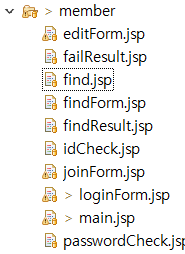 > member
editForm.jsp
failResult.jsp
find.jsp
findForm.jsp
findResult.jsp
idCheck.jsp
joinForm.jsp
> loginForm.jsp
> main.jsp
passwordCheck.jsp